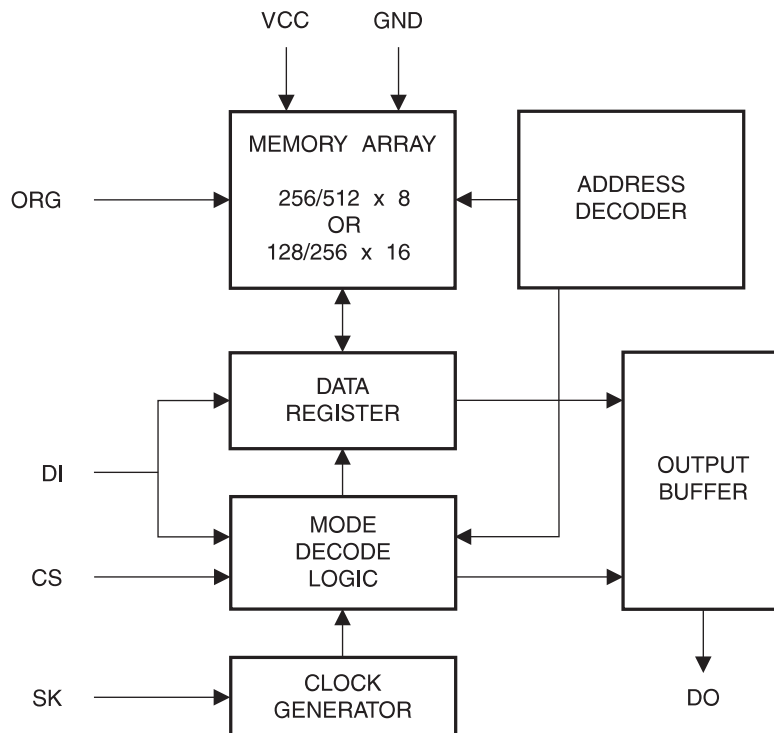 VCC
GND
MEMORY ARRAY
256/512 x 8
OR
128/256 x 16
ADDRESS
DECODER
ORG
DATA
REGISTER
DI
OUTPUT
BUFFER
MODE
DECODE
LOGIC
CS
CLOCK
GENERATOR
SK
DO